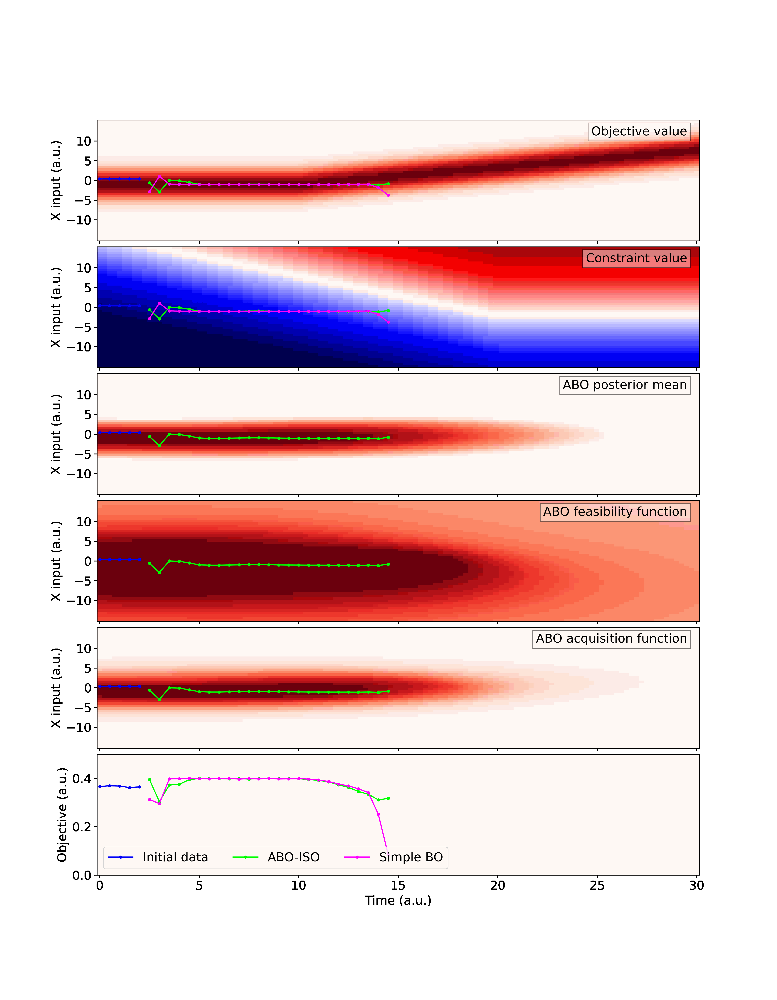 Objective value
X input (a.u.)
10
5
0
−5
−10
Constraint value
X input (a.u.)
10
5
0
−5
−10
ABO posterior mean
X input (a.u.)
10
5
0
−5
−10
ABO feasibility function
X input (a.u.)
10
5
0
−5
−10
ABO acquisition function
X input (a.u.)
10
5
0
−5
−10
Objective (a.u.)
0.4
0.2
0.0
Initial data ABO-ISO Simple BO
0 5 10 15 20 25 30
Time (a.u.)